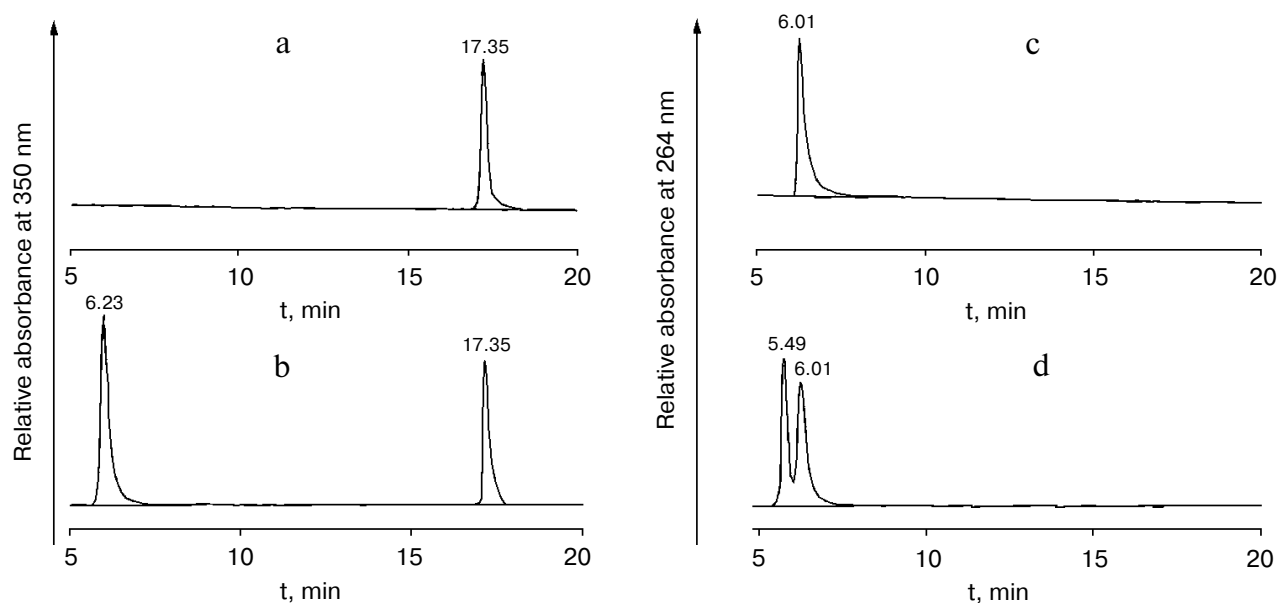 Relative absorbance at 350 nm
a
17.35
5 10 15 20
t, min
6.23
b
17.35
5 10 15 20
t, min
Relative absorbance at 264 nm
6.01
c
5 10 15 20
t, min
5.49
6.01
d
5 10 15 20
t, min